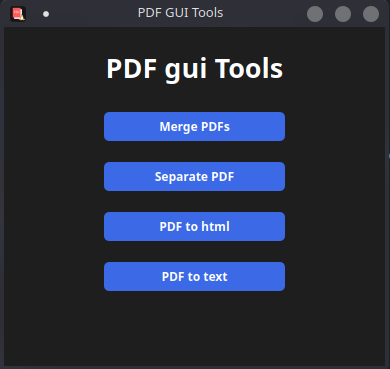 PDF GUI Tools
PDF gui Tools
Merge PDFs
Separate PDF
PDF to html
PDF to text